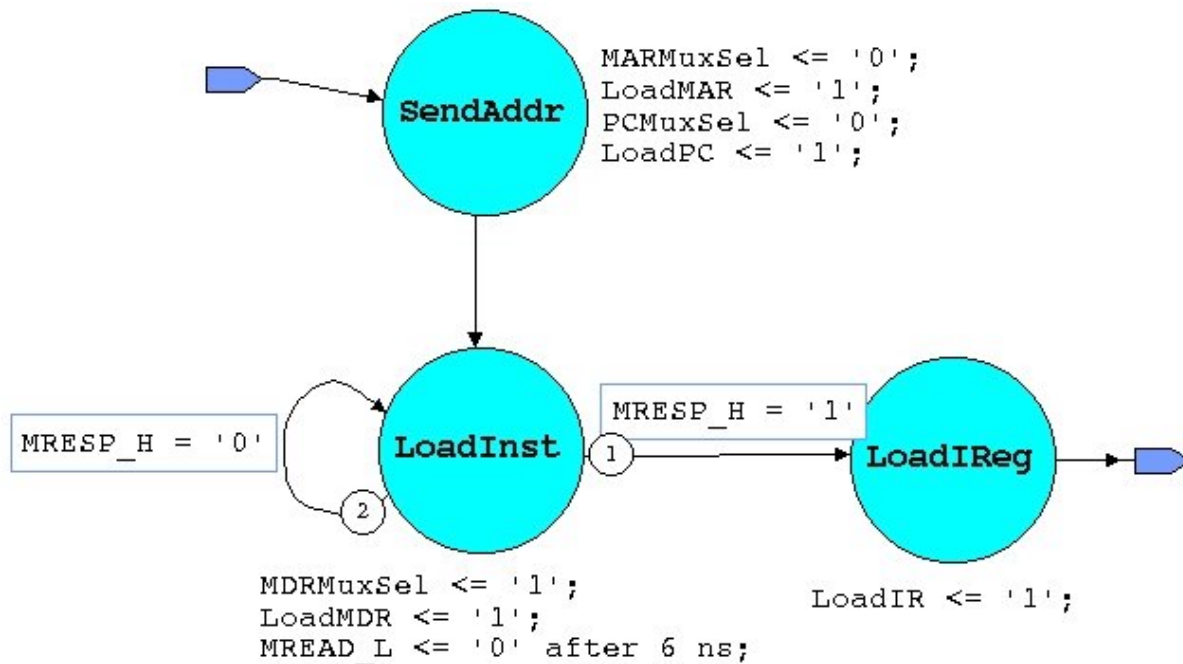 SendAddr
MARMuxSel <= '0';
LoadMAR <= '1';
PCMuxSel <= '0';
LoadPC <= '1';
MRESP_H = '0'
2
LoadInst
1
MRESP_H = '1'
LoadIReg
MDRMuxSel <= '1';
LoadMDR <= '1';
MREAD_L <= '0' after 6 ns;
LoadIR <= '1';